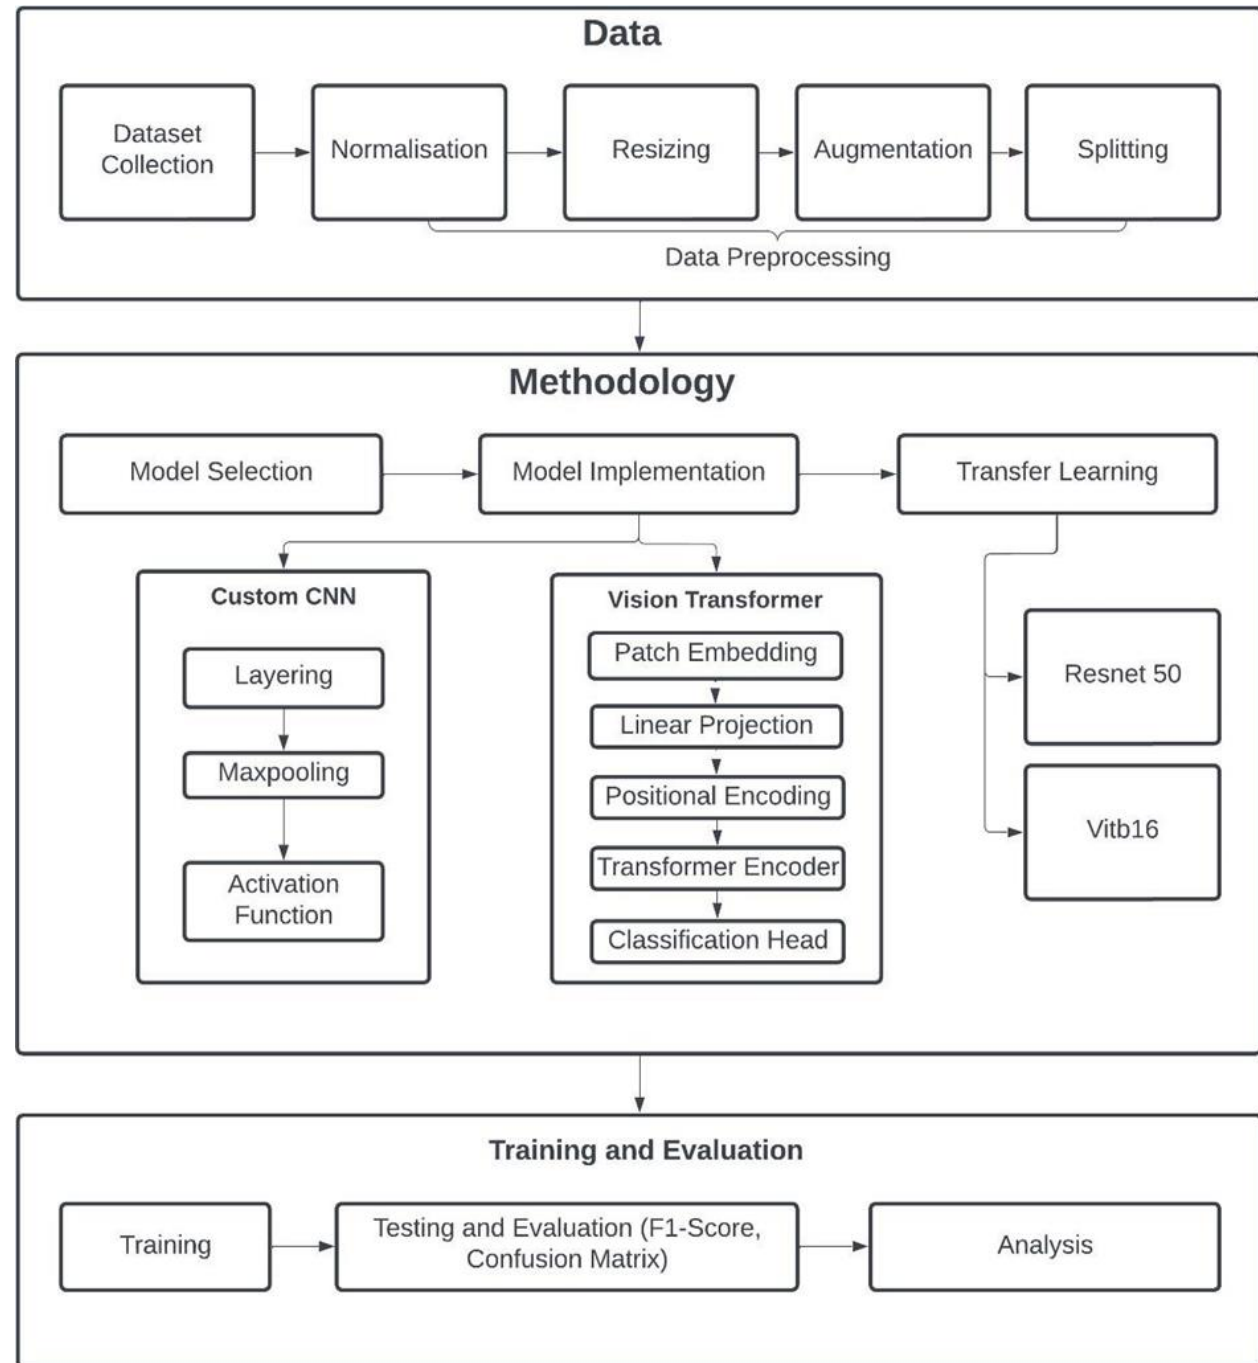 Data
Dataset
Collection
Normalisation
Resizing
Augmentation
Splitting
Data Preprocessing
Methodology
Model Selection
Model Implementation
Transfer Learning
Custom CNN
Layering
Maxpooling
Activation
Function
Vision Transformer
Patch Embedding
Linear Projection
Positional Encoding
Transformer Encoder
Classification Head
Resnet 50
Vitb16
Training and Evaluation
Training
Testing and Evaluation (F1-Score,
Confusion Matrix)
Analysis